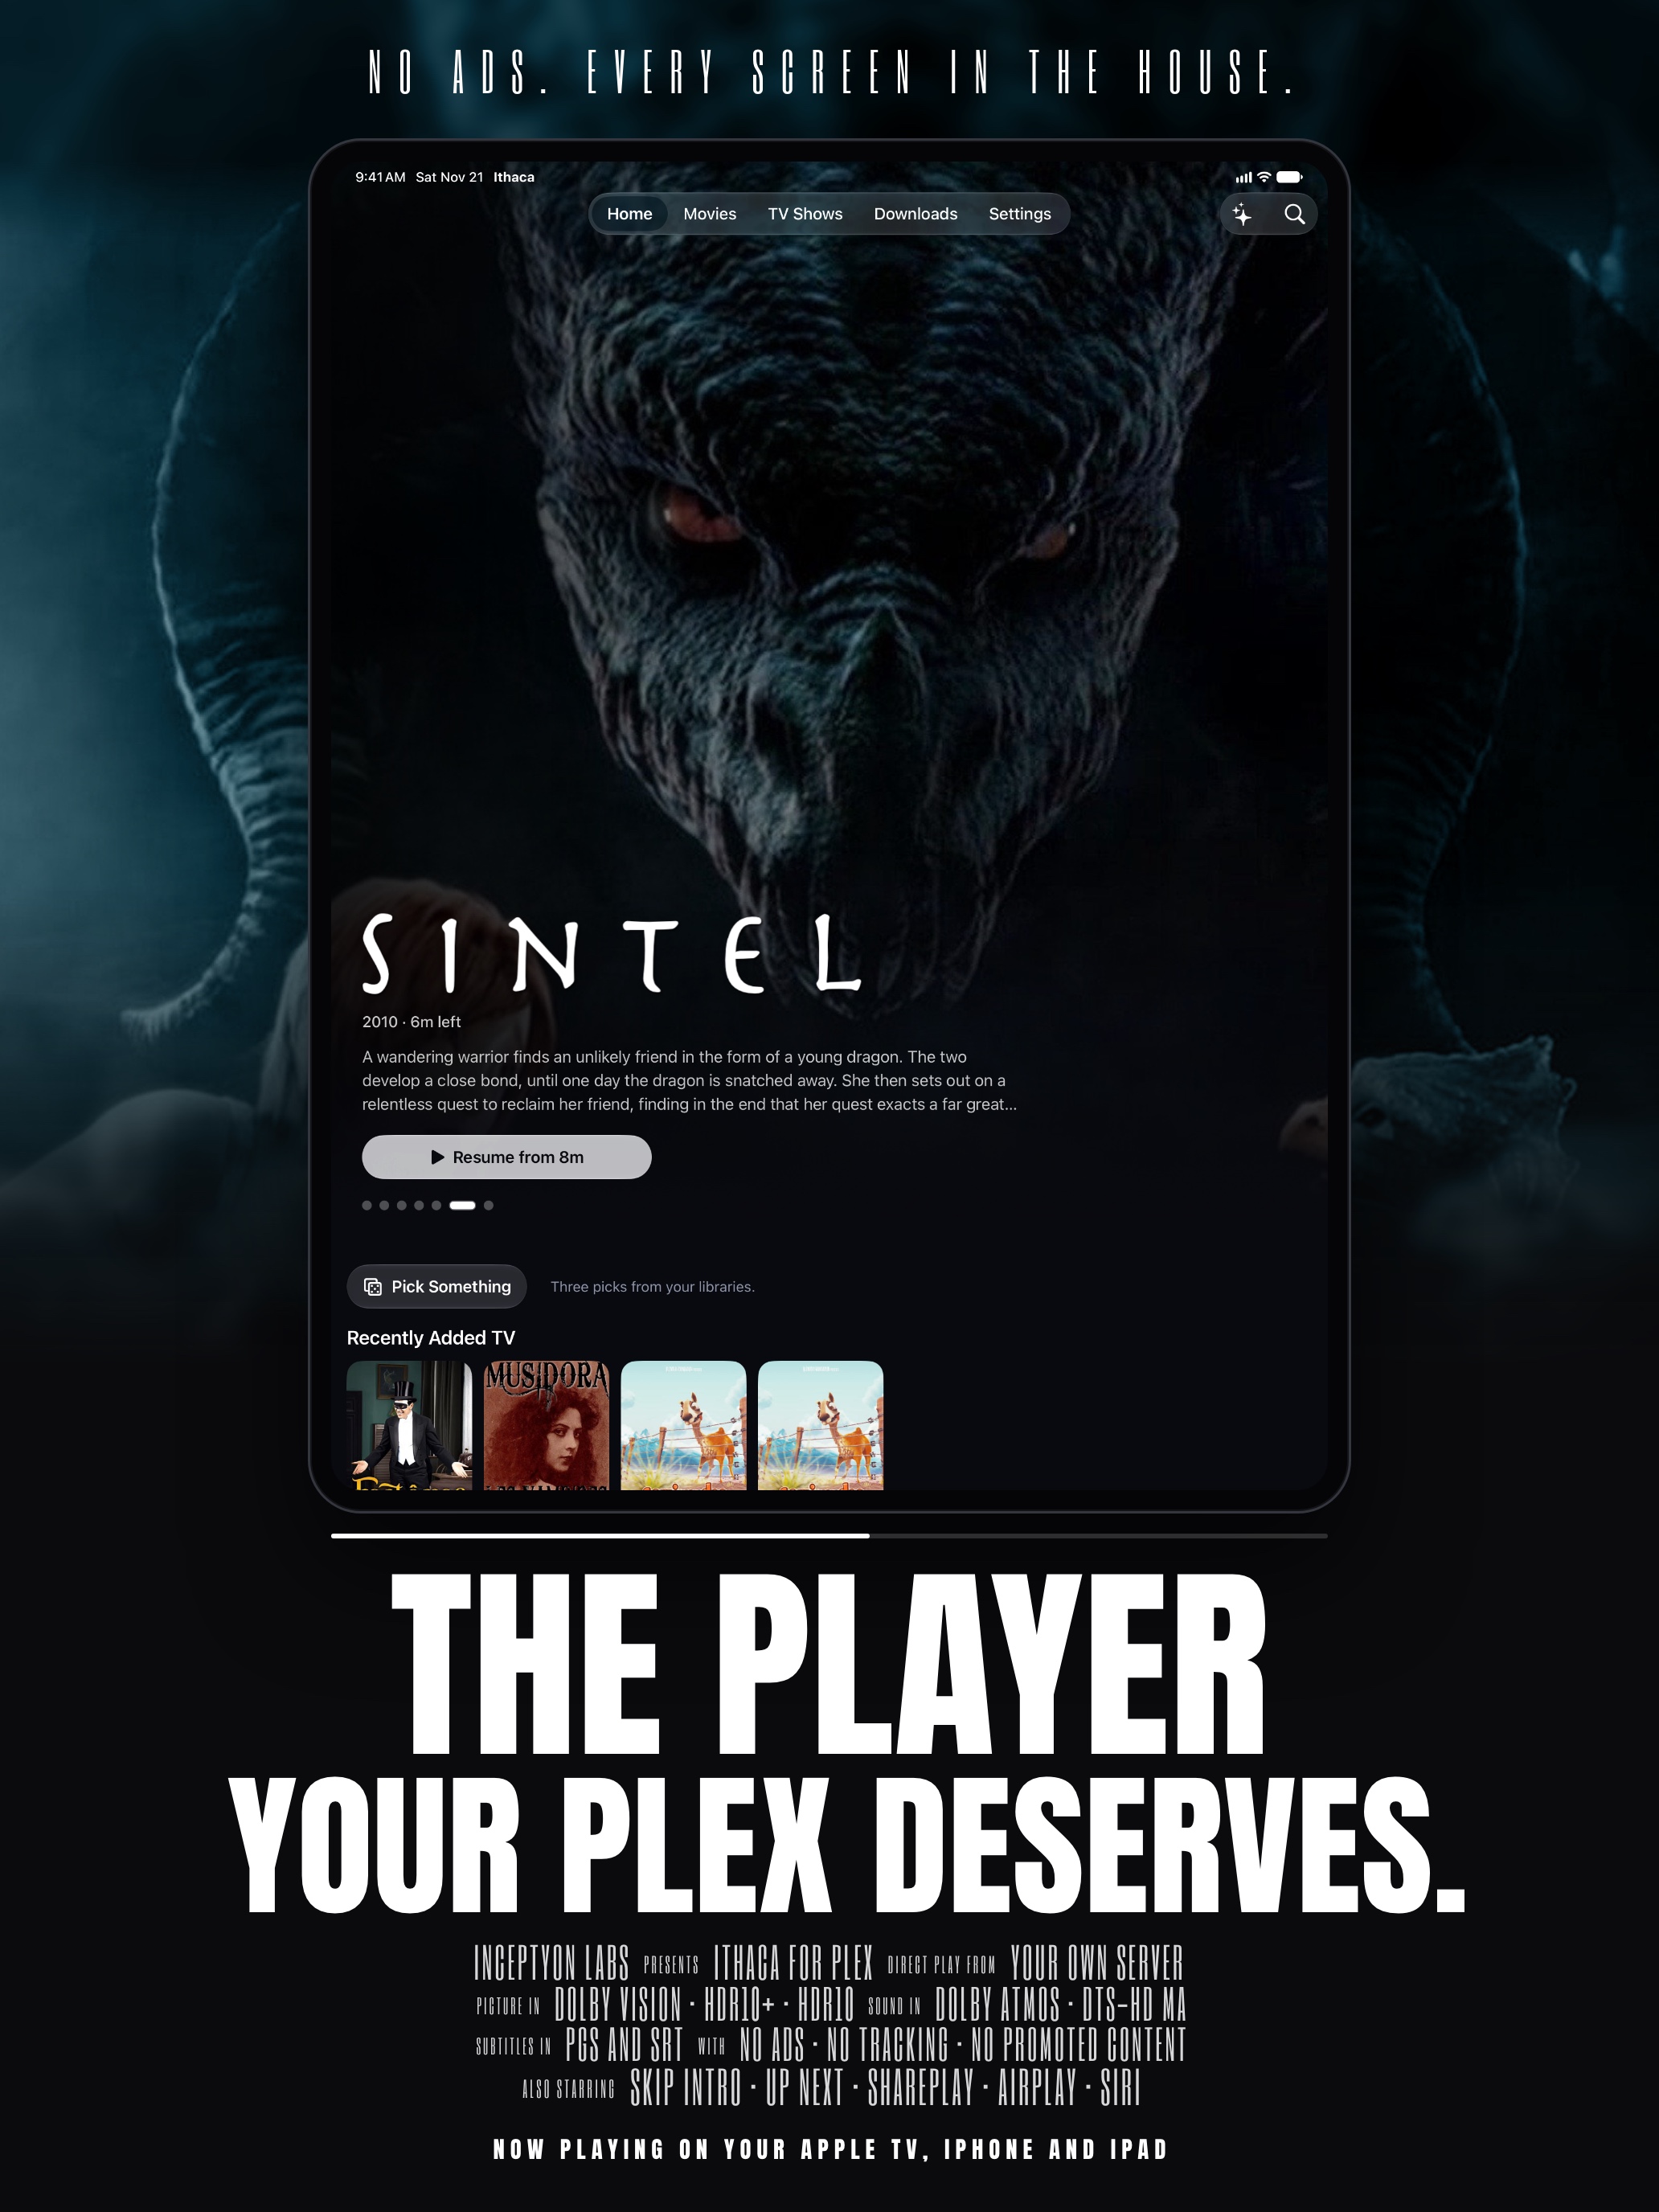 NO ADS. EVERY SCREEN IN THE HOUSE.
9:41 AM Sat Nov 21 Ithaca
Home Movies TV Shows Downloads Settings
SINTEL
2010 · 6m left
A wandering warrior finds an unlikely friend in the form of a young dragon. The two
develop a close bond, until one day the dragon is snatched away. She then sets out on a
relentless quest to reclaim her friend, finding in the end that her quest exacts a far great...
Resume from 8m
Pick Something Three picks from your libraries.
Recently Added TV
MUSIDORA
THE PLAYER
YOUR PLEX DESERVES.
INCEPTYON LABS PRESENTS ITHACA FOR PLEX DIRECT PLAY FROM YOUR OWN SERVER
PICTURE IN DOLBY VISION · HDR10+ · HDR10 SOUND IN DOLBY ATMOS · DTS-HD MA
SUBTITLES IN PGS AND SRT WITH NO ADS · NO TRACKING · NO PROMOTED CONTENT
ALSO STARRING SKIP INTRO · UP NEXT · SHAREPLAY · AIRPLAY · SIRI
NOW PLAYING ON YOUR APPLE TV, IPHONE AND IPAD